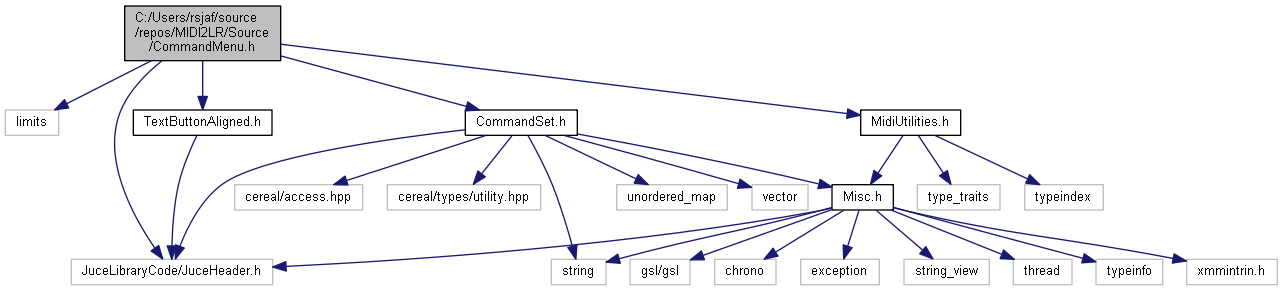 C:/Users/rsjaf/source
/repos/MIDI2LR/Source
/CommandMenu.h
limits
TextButtonAligned.h
CommandSet.h
MidiUtilities.h
cereal/access.hpp
cereal/types/utility.hpp
unordered_map
vector
Misc.h
type_traits
typeindex
JuceLibraryCode/JuceHeader.h
string
gsl/gsl
chrono
exception
string_view
thread
typeinfo
xmmintrin.h